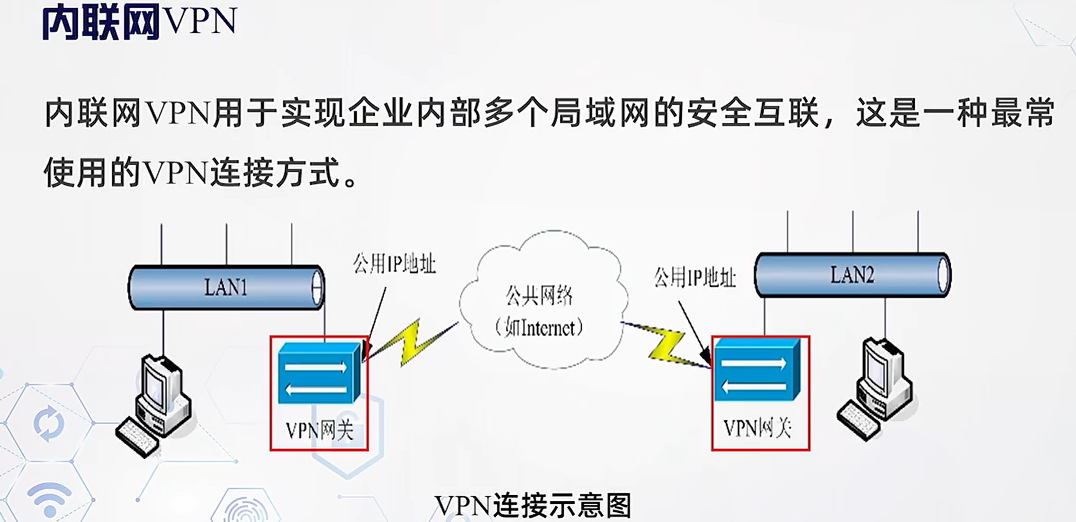 内联网VPN
内联网VPN用于实现企业内部多个局域网的安全互联，这是一种最常
使用的VPN连接方式。
LAN1
公用IP地址
公共网络
（如Internet）
公用IP地址
LAN2
VPN网关
VPN网关
VPN连接示意图